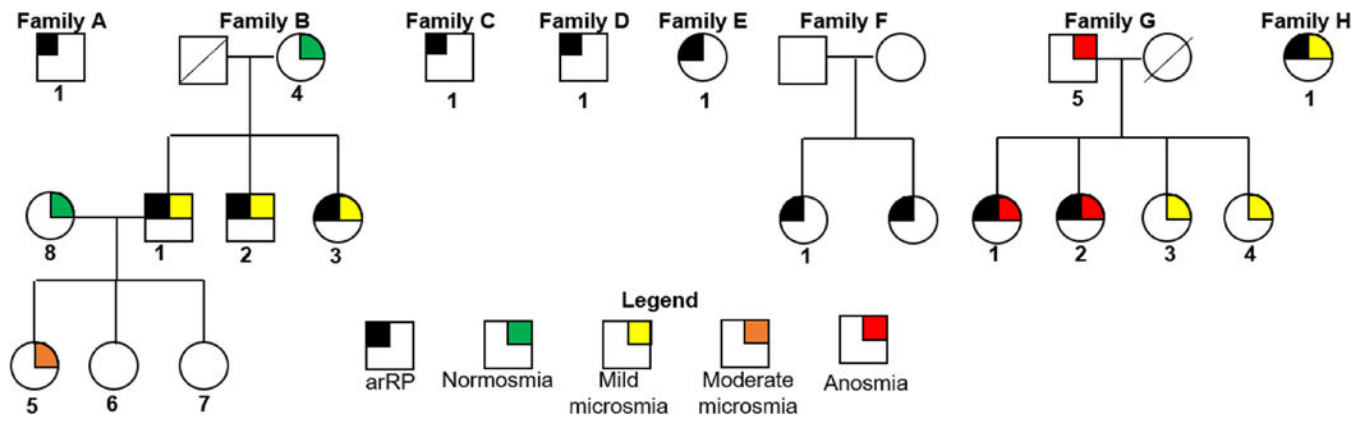 Family A Family B Family C Family D Family E Family F Family G Family H
1 4 1 1 1 5 1
8 1 2 3 1 1 2 3 4
Legend
5 6 7
arRP Normosmia Mild microsmia Moderate microsmia Anosmia